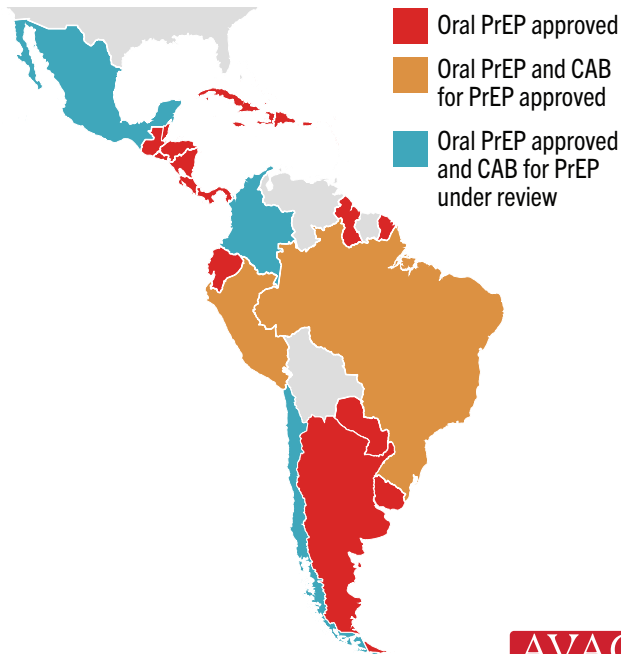 Oral PrEP approved
Oral PrEP and CAB
for PrEP approved
Oral PrEP approved
and CAB for PrEP
under review
AVAC